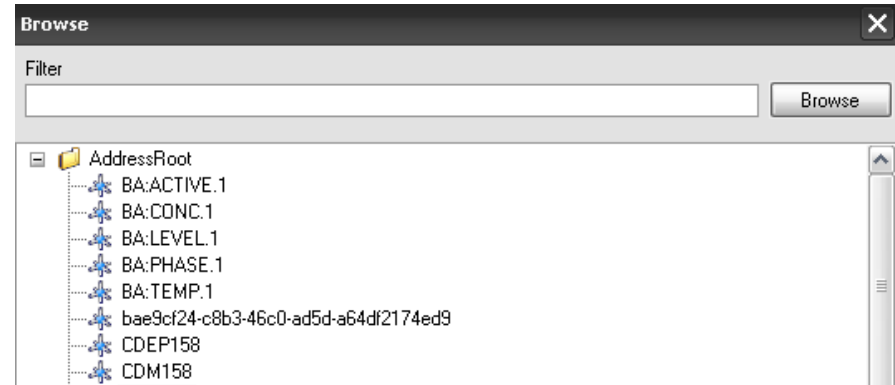 Browse
Filter
Browse
AddressRoot
BA:ACTIVE.1
BA:CONC.1
BA:LEVEL.1
BA:PHASE.1
BA:TEMP.1
bae9cf24-c8b3-46c0-ad5d-a64df2174ed9
CDEP158
CDM158